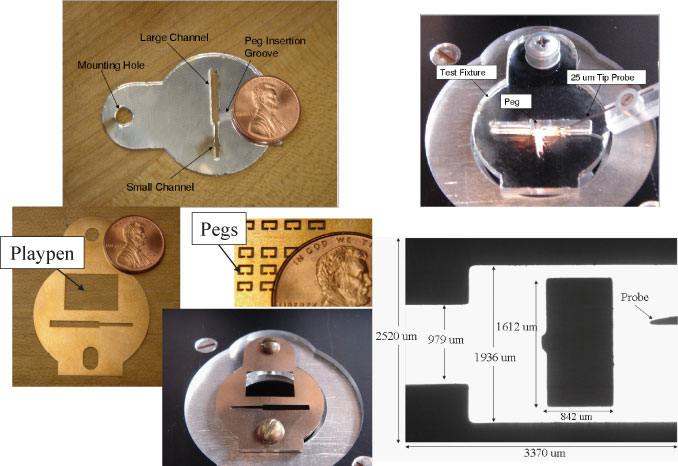 Large Channel
Peg Insertion
Groove
Mounting Hole
Small Channel
Test Fixture
25 um Tip Probe
Peg
Playpen
Pegs
IN GOD WE
LIBERTY
Probe
2520 um
979 um
1936 um
1612 um
842 um
3370 um